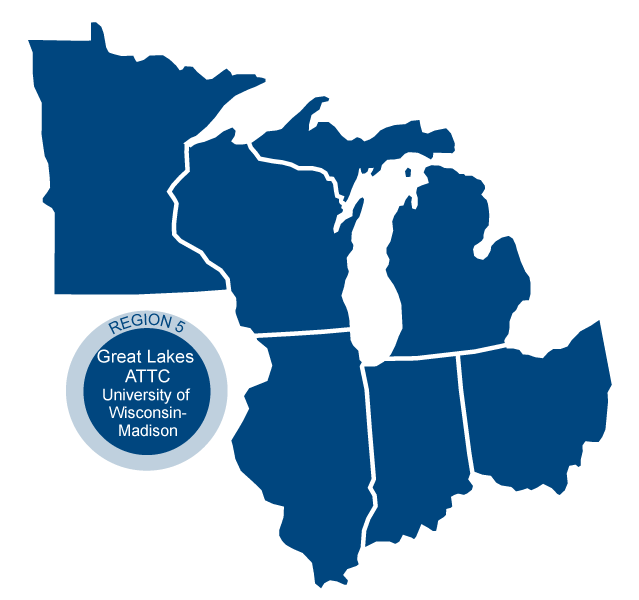 REGION 5
Great Lakes
ATTC
University of
Wisconsin-
Madison